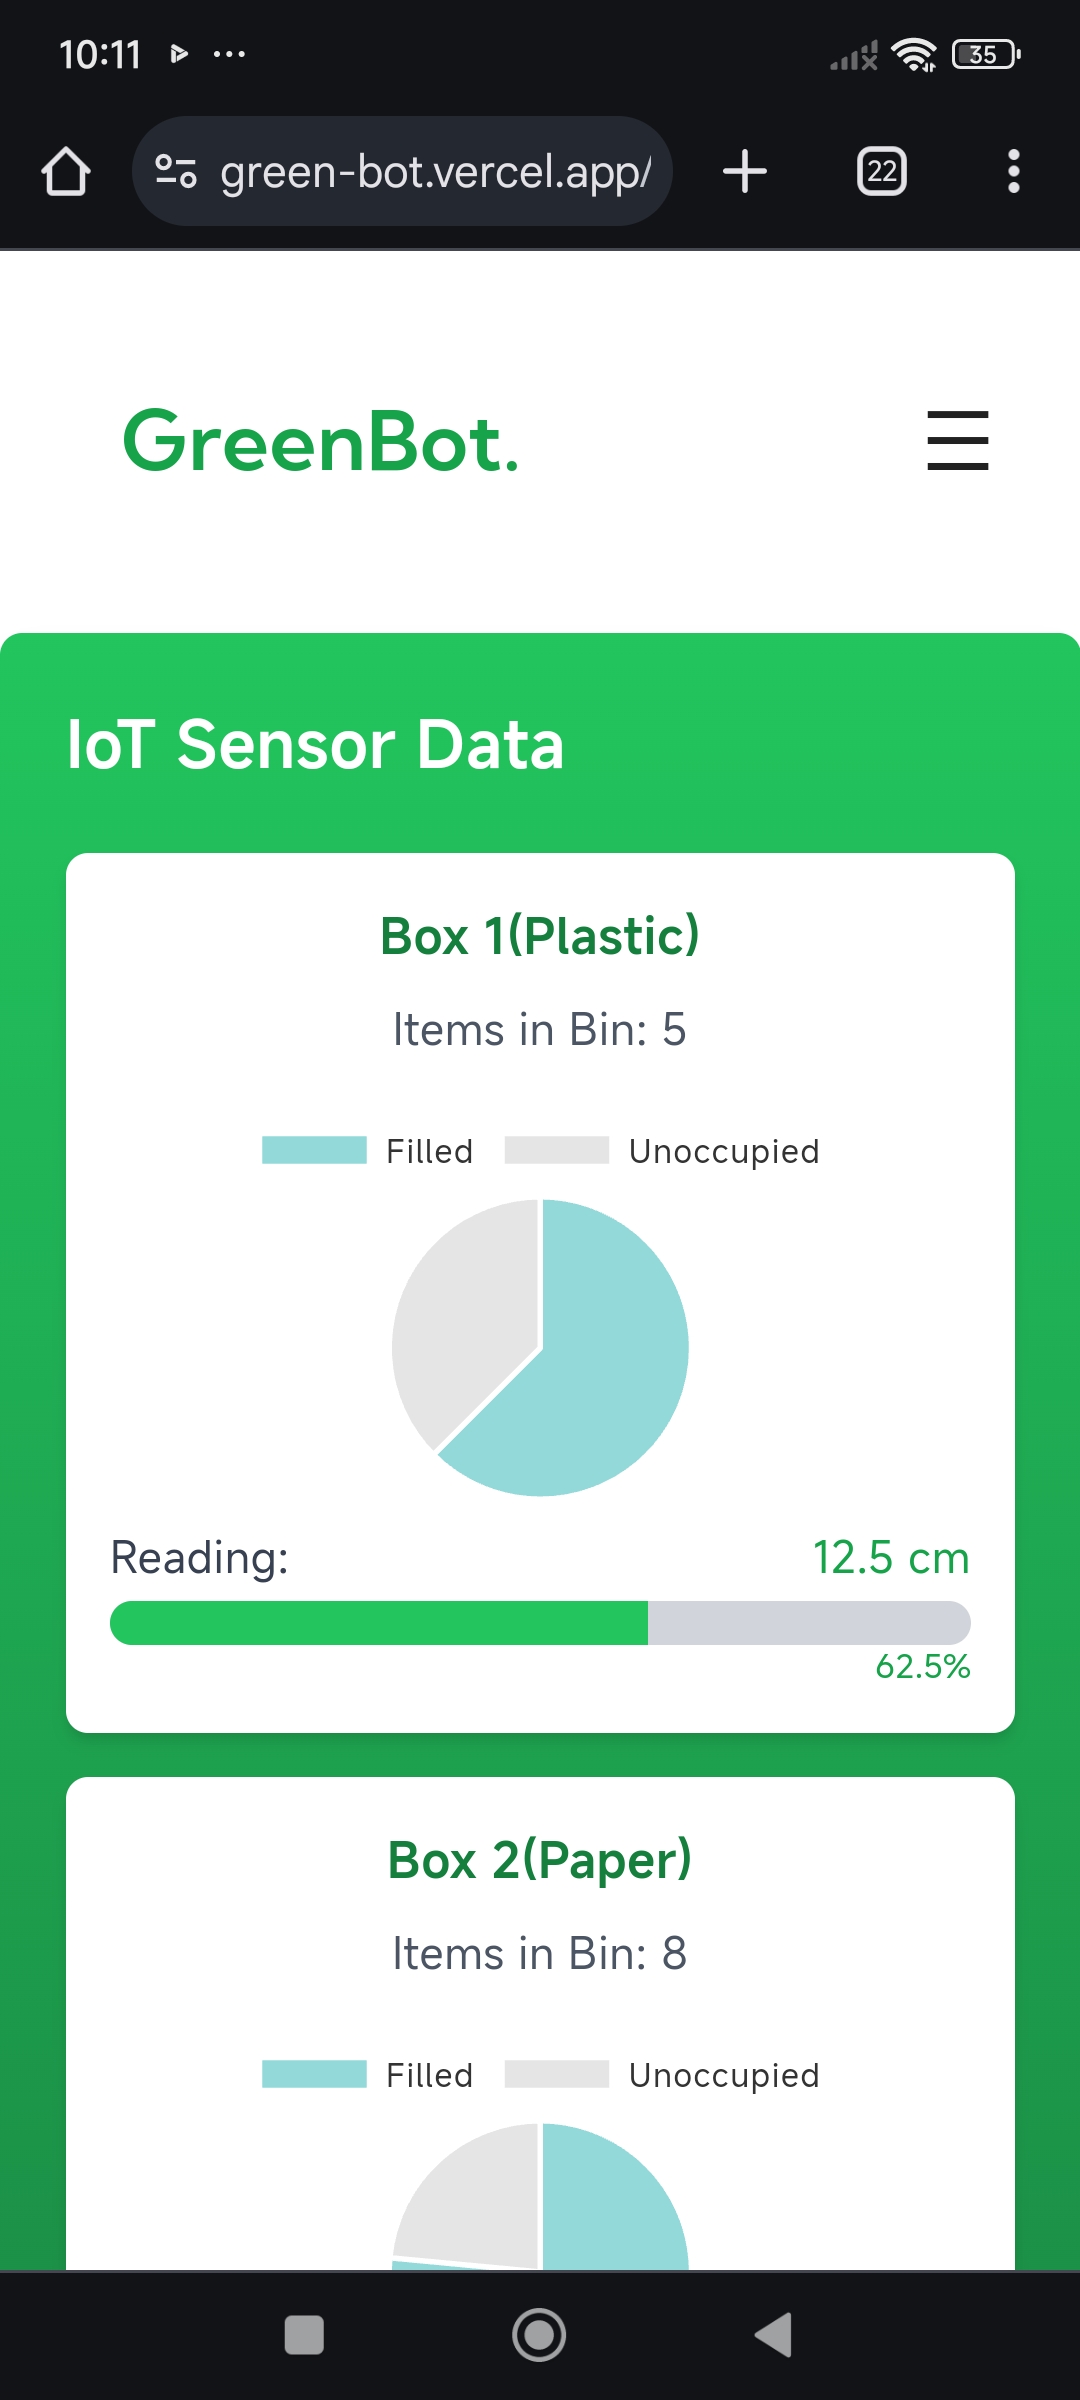 10:11
35
green-bot.vercel.app/
22
GreenBot.
IoT Sensor Data
Box 1(Plastic)
Items in Bin: 5
Filled Unoccupied
Reading: 12.5 cm
62.5%
Box 2(Paper)
Items in Bin: 8
Filled Unoccupied